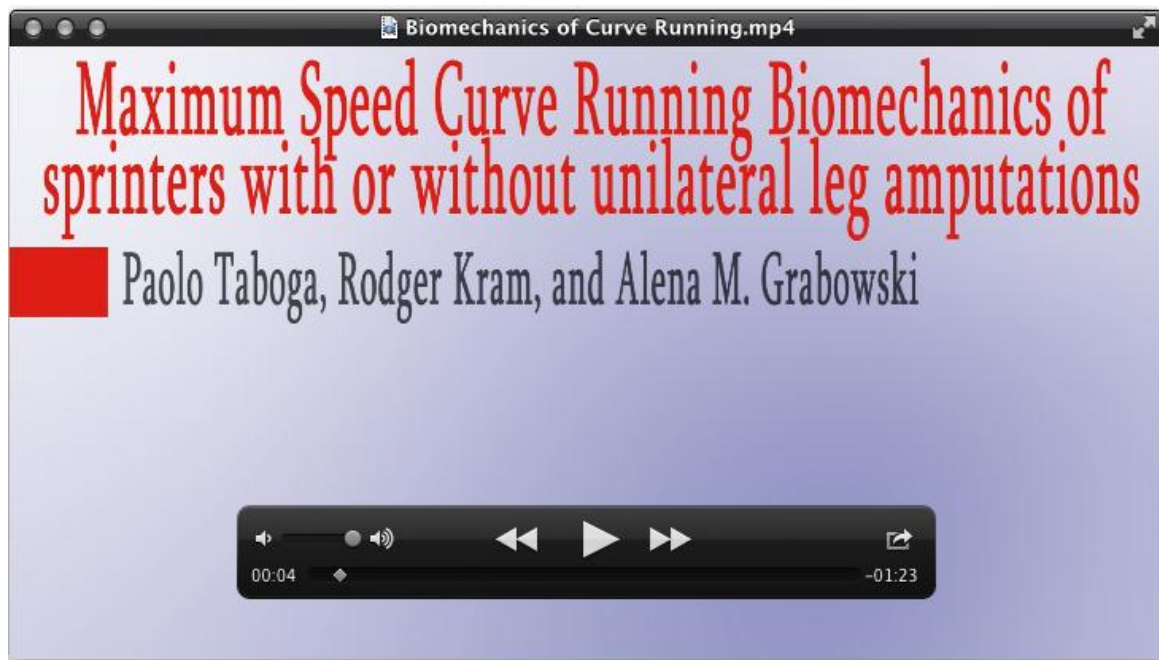 Biomechanics of Curve Running.mp4
Maximum Speed Curve Running Biomechanics of
sprinters with or without unilateral leg amputations
Paolo Taboga, Rodger Kram, and Alena M. Grabowski
00:04
-01:23